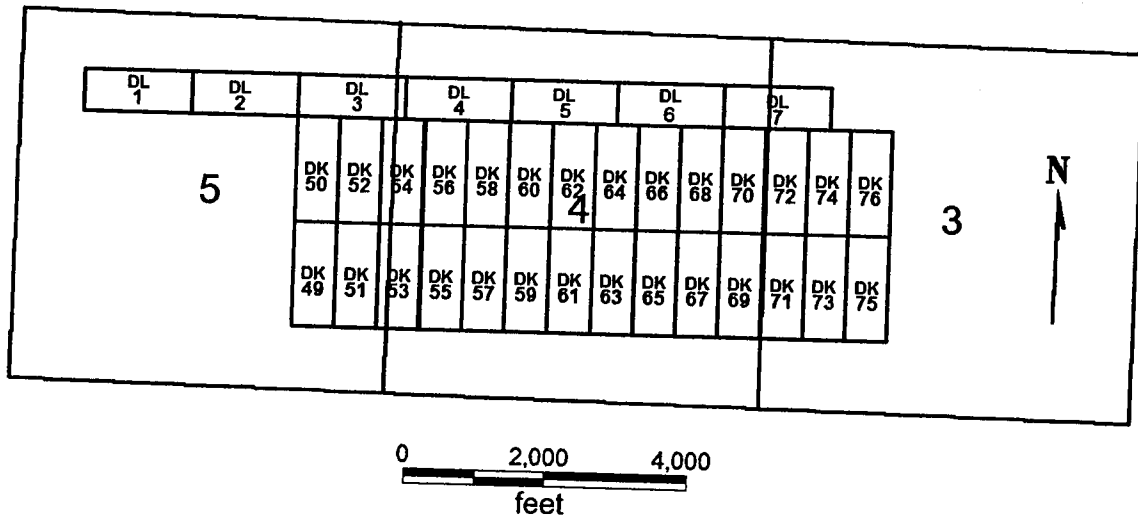 DL
1
DL
2
DL
3
DL
4
DL
5
DL
6
DL
7
DK
50
DK
52
DK
54
DK
56
DK
58
DK
60
DK
62
DK
64
DK
66
DK
68
DK
70
DK
72
DK
74
DK
76
5
4
3
N
DK
49
DK
51
DK
53
DK
55
DK
57
DK
59
DK
61
DK
63
DK
65
DK
67
DK
69
DK
71
DK
73
DK
75
0 2,000 4,000
feet